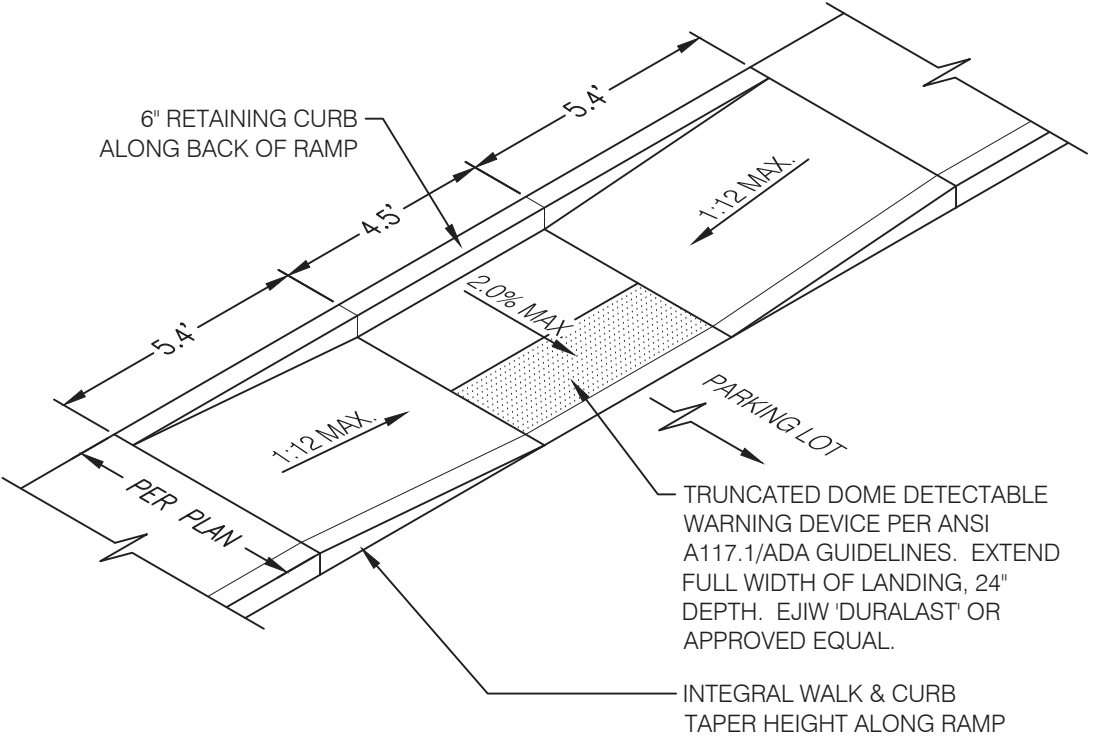 5.4'
6" RETAINING CURB
ALONG BACK OF RAMP
4.5'
1:12 MAX.
2.0% MAX.
5.4'
PARKING LOT
1:12 MAX.
PER PLAN
TRUNCATED DOME DETECTABLE
WARNING DEVICE PER ANSI
A117.1/ADA GUIDELINES. EXTEND
FULL WIDTH OF LANDING, 24"
DEPTH. EJIW 'DURALAST' OR
APPROVED EQUAL.
INTEGRAL WALK & CURB
TAPER HEIGHT ALONG RAMP